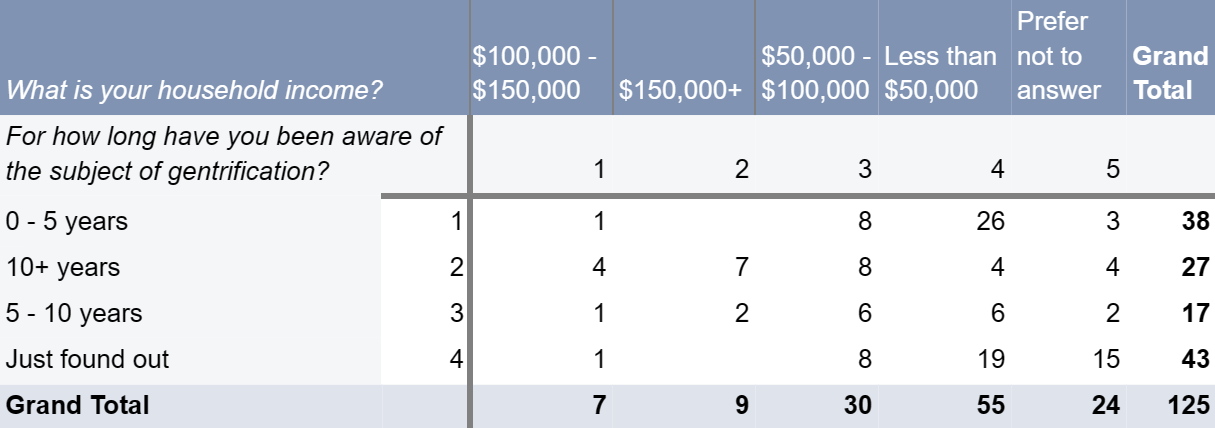 What is your household income? $100,000 - $150,000 $150,000+ $50,000 - $100,000 Less than $50,000 Prefer not to answer Grand Total
For how long have you been aware of
the subject of gentrification? 1 2 3 4 5
0 - 5 years 1 1 8 26 3 38
10+ years 2 4 7 8 4 4 27
5 - 10 years 3 1 2 6 6 2 17
Just found out 4 1 8 19 15 43
Grand Total 7 9 30 55 24 125